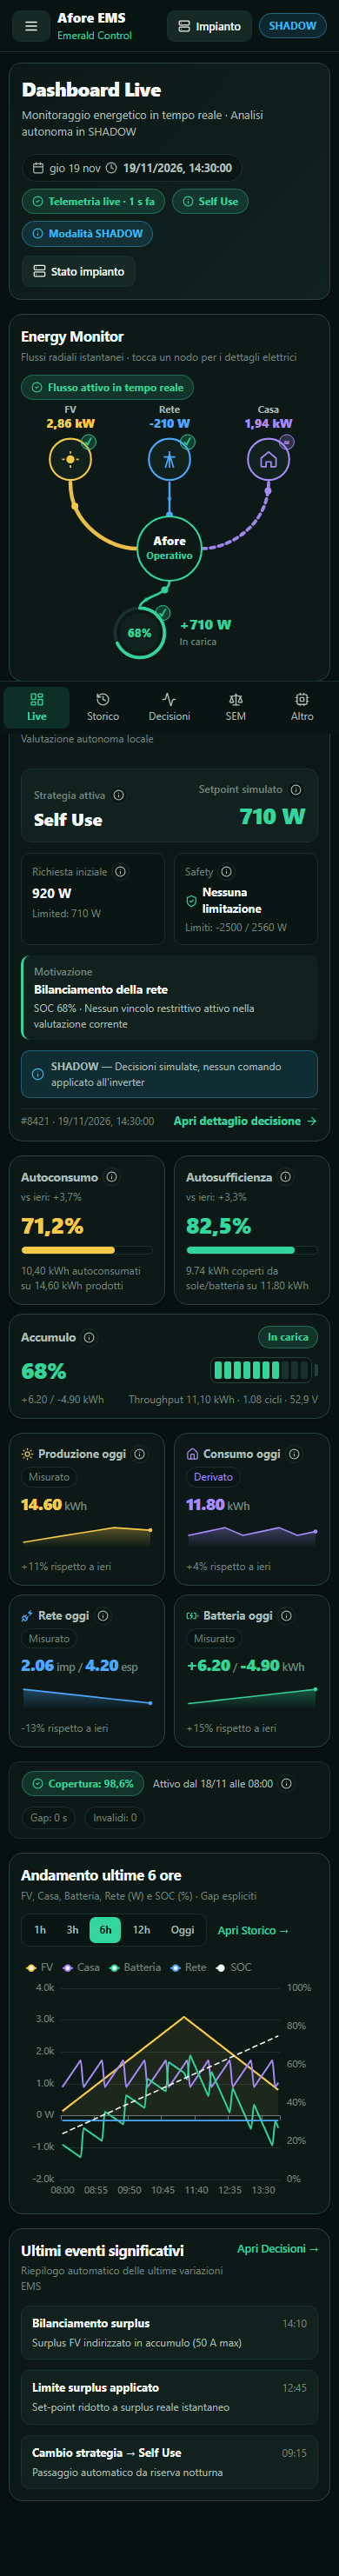 Afore EMS
Emerald Control
Impianto
SHADOW
Dashboard Live
Monitoraggio energetico in tempo reale · Analisi
autonoma in SHADOW
gio 19 nov 19/11/2026, 14:30:00
Telemetria live · 1 s fa
Self Use
Modalità SHADOW
Stato impianto
Energy Monitor
Flussi radiali istantanei · tocca un nodo per i dettagli elettrici
Flusso attivo in tempo reale
FV
2,86 kW
Rete
-210 W
Casa
1,94 kW
✓
✓
≈
Afore
Operativo
✓
68%
+710 W
In carica
Live
Storico
Decisioni
SEM
Altro
Valutazione autonoma locale
Strategia attiva
Self Use
Setpoint simulato
710 W
Richiesta iniziale
920 W
Limited: 710 W
Safety
Nessuna
limitazione
Limiti: -2500 / 2560 W
Motivazione
Bilanciamento della rete
SOC 68% · Nessun vincolo restrittivo attivo nella
valutazione corrente
SHADOW — Decisioni simulate, nessun comando
applicato all'inverter
#8421 · 19/11/2026, 14:30:00
Apri dettaglio decisione →
Autoconsumo
vs ieri: +3,7%
71,2%
10,40 kWh autoconsumati
su 14,60 kWh prodotti
Autosufficienza
vs ieri: +3,3%
82,5%
9.74 kWh coperti da
sole/batteria su 11.80 kWh
Accumulo
In carica
68%
+6.20 / -4.90 kWh
Throughput 11,10 kWh · 1.08 cicli · 52,9 V
Produzione oggi
Misurato
14.60 kWh
+11% rispetto a ieri
Consumo oggi
Derivato
11.80 kWh
+4% rispetto a ieri
Rete oggi
Misurato
2.06 imp / 4.20 esp
-13% rispetto a ieri
Batteria oggi
Misurato
+6.20 / -4.90 kWh
+15% rispetto a ieri
Copertura: 98,6%
Attivo dal 18/11 alle 08:00
Gap: 0 s
Invalidi: 0
Andamento ultime 6 ore
FV, Casa, Batteria, Rete (W) e SOC (%) · Gap espliciti
1h
3h
6h
12h
Oggi
Apri Storico →
FV
Casa
Batteria
Rete
SOC
4.0k
3.0k
2.0k
1.0k
0 W
-1.0k
-2.0k
100%
80%
60%
40%
20%
0%
08:00
08:55
09:50
10:45
11:40
12:35
13:30
Ultimi eventi significativi
Apri Decisioni →
Riepilogo automatico delle ultime variazioni
EMS
Bilanciamento surplus
14:10
Surplus FV indirizzato in accumulo (50 A max)
Limite surplus applicato
12:45
Set-point ridotto a surplus reale istantaneo
Cambio strategia → Self Use
09:15
Passaggio automatico da riserva notturna